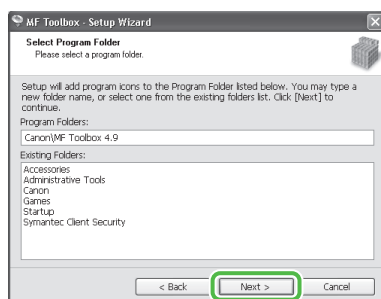 MF Toolbox - Setup Wizard
Select Program Folder
Please select a program folder.
Setup will add program icons to the Program Folder listed below. You may type a
new folder name, or select one from the existing folders list. Click [Next] to
continue.
Program Folders:
Canon\MF Toolbox 4.9
Existing Folders:
Accessories
Administrative Tools
Canon
Games
Startup
Symantec Client Security
< Back
Next >
Cancel